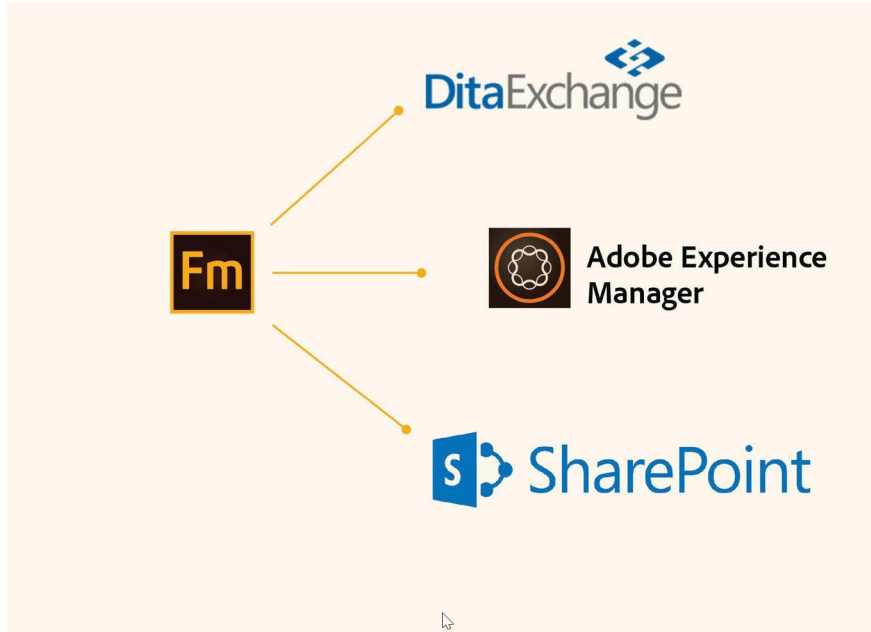 DitaExchange
Fm
Adobe Experience
Manager
S
SharePoint